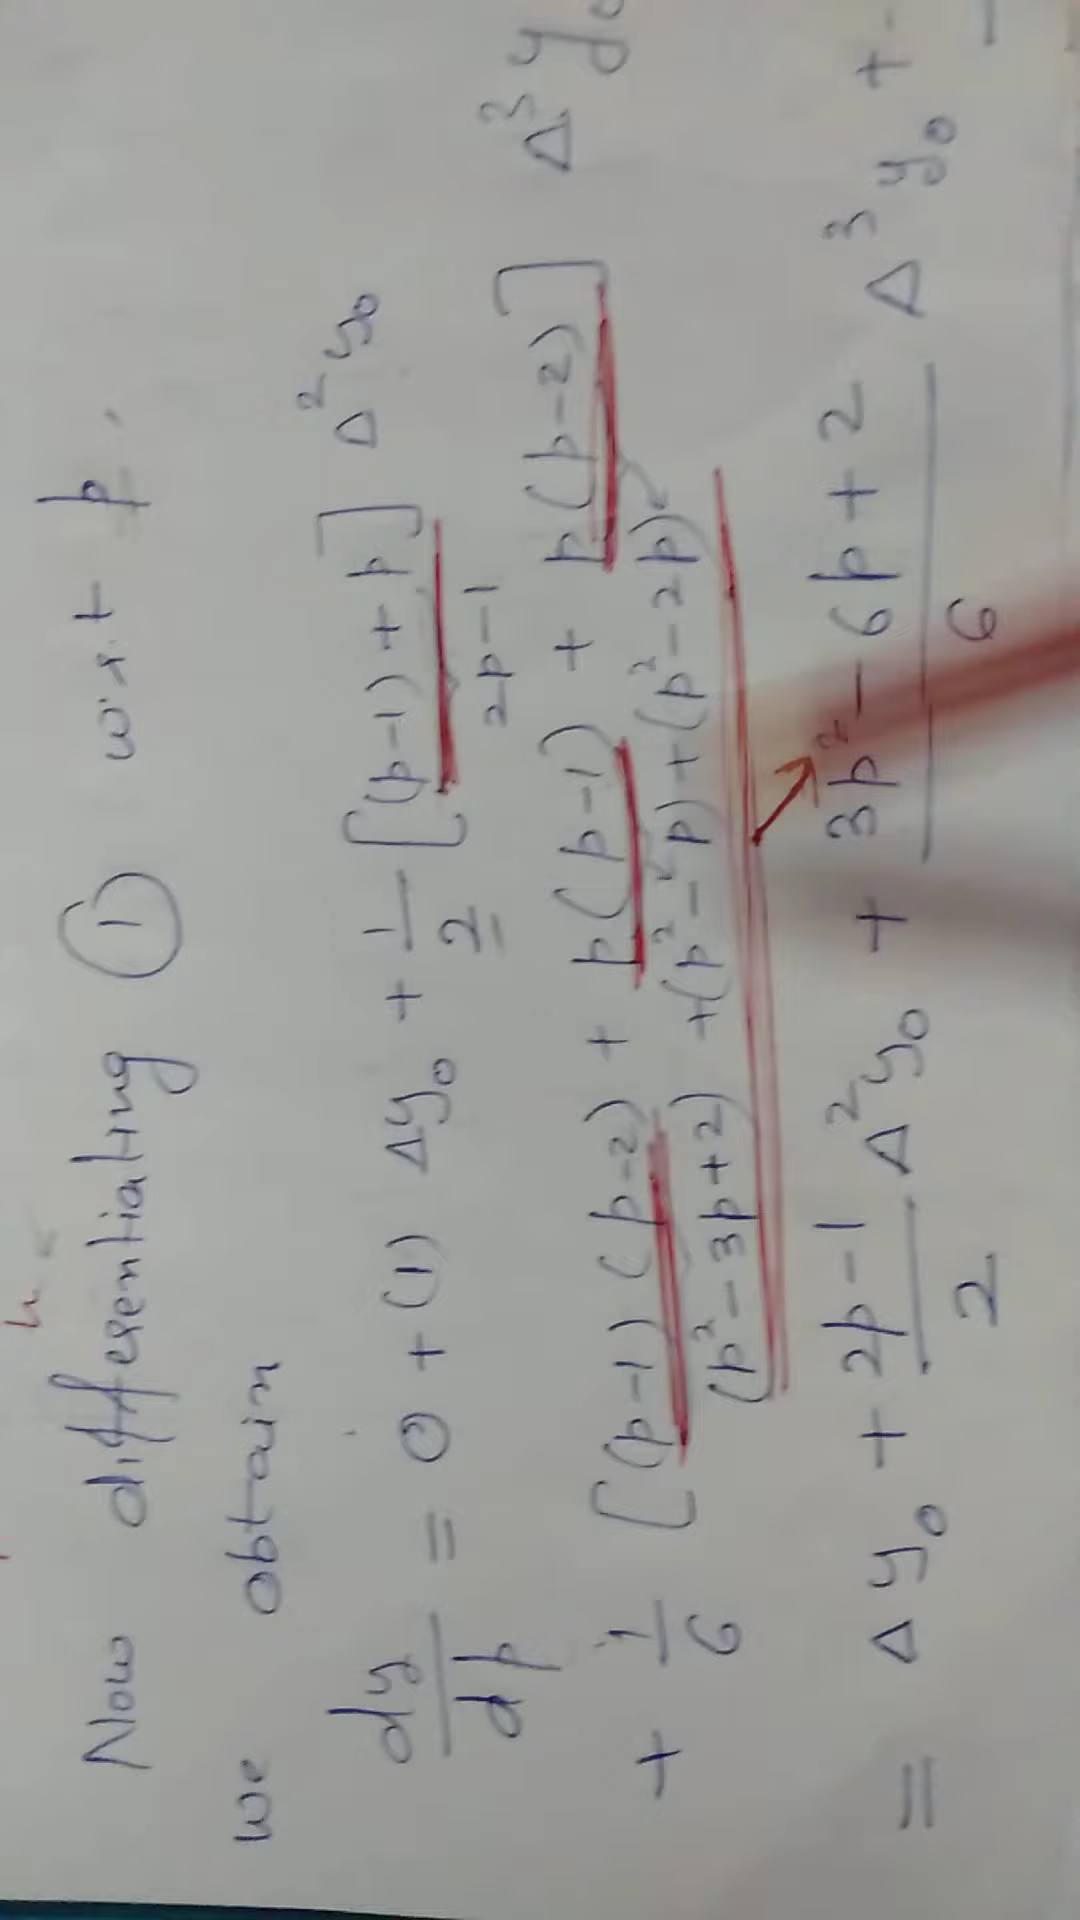 h
Now differentiating ① w.r.t p.
we obtain
dy/dp = 0 + (1) Δy₀ + 1/2 [(p-1) + p] Δ²y₀
2p-1
+ 1/6 [(p-1)(p-2) + p(p-1) + p(p-2)] Δ³y₀
(p²-3p+2) +(p²-p)+(p²-2p)
= Δy₀ + 2p-1/2 Δ²y₀ + 3p²-6p+2/6 Δ³y₀ + -